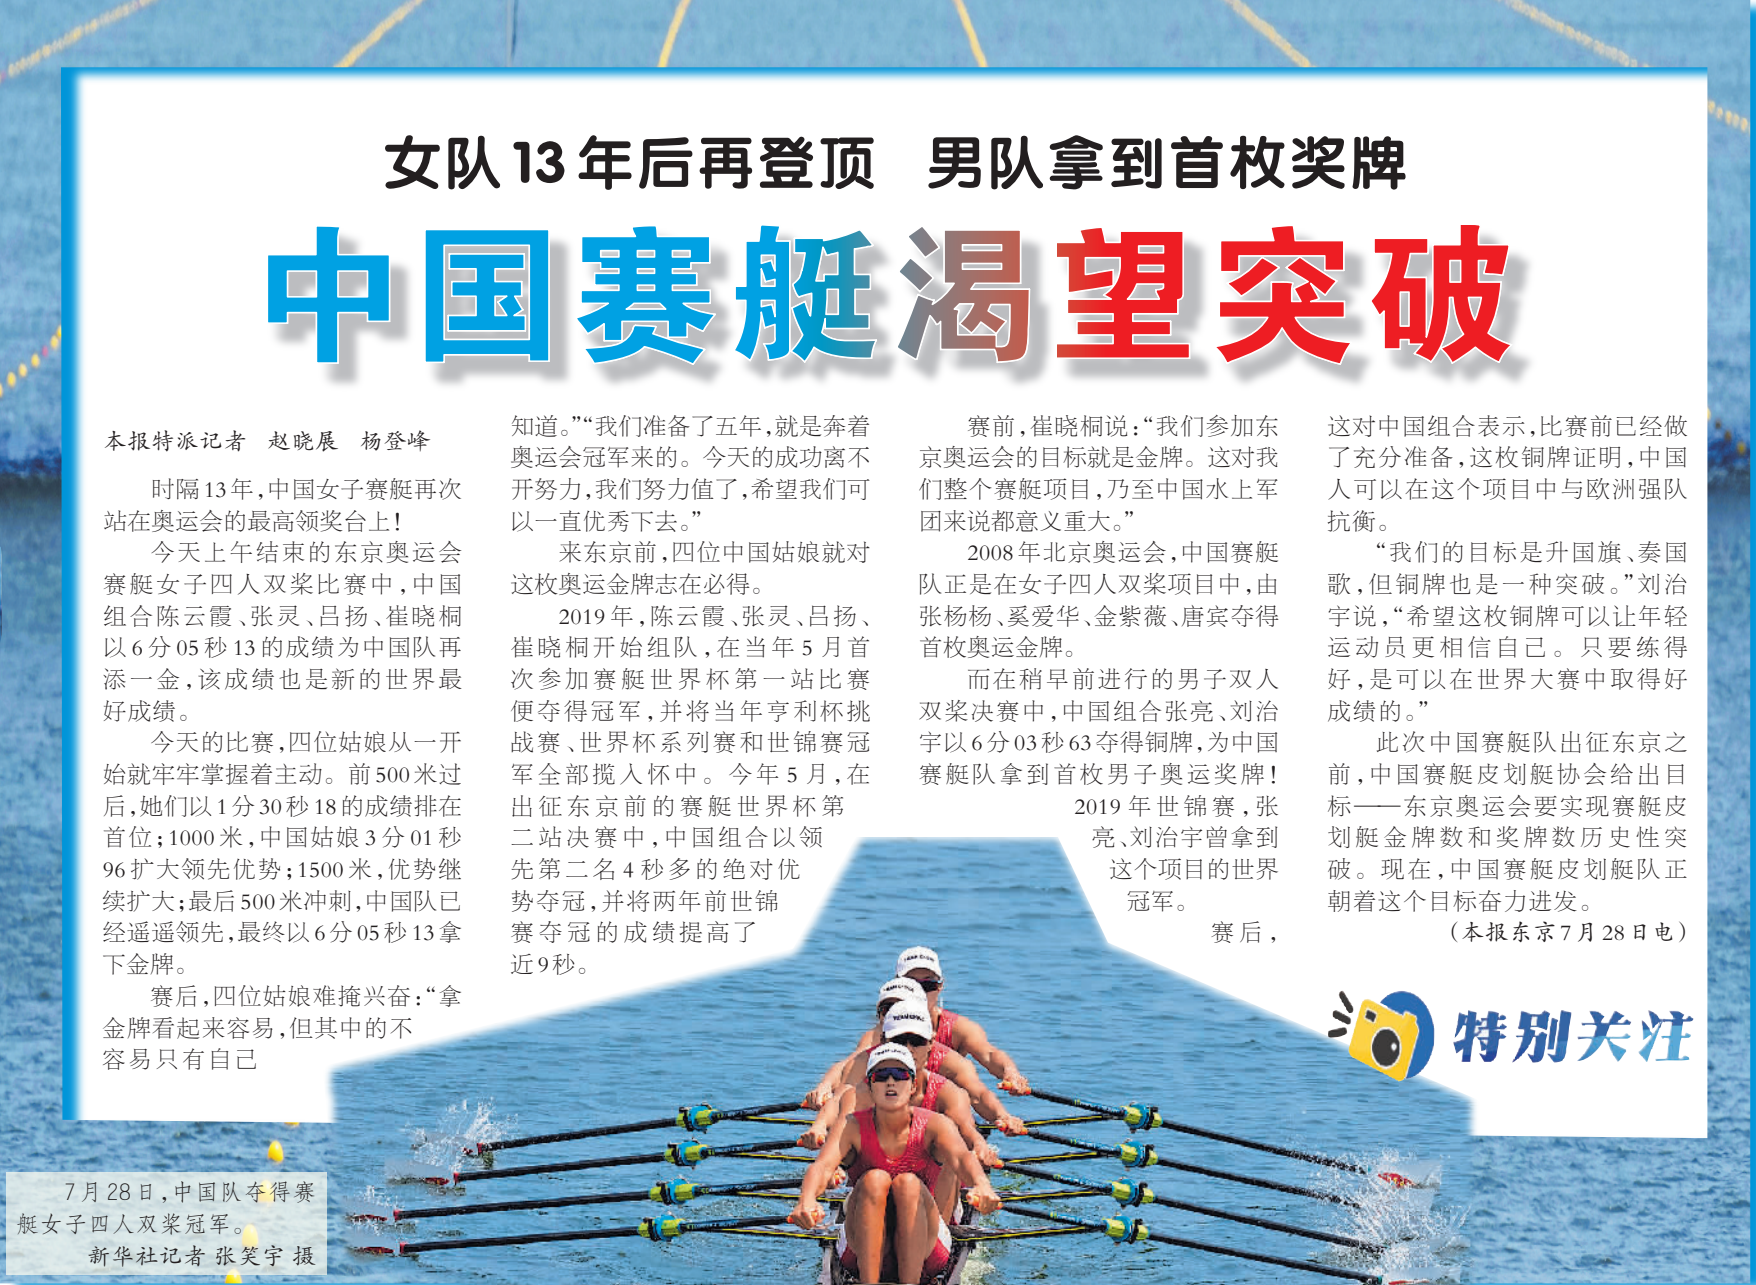 女队13年后再登顶 男队拿到首枚奖牌
中国赛艇渴望突破
本报特派记者 赵晓展 杨登峰
时隔13年，中国女子赛艇再次
站在奥运会的最高领奖台上！
今天上午结束的东京奥运会
赛艇女子四人双桨比赛中，中国
组合陈云霞、张灵、吕扬、崔晓桐
以6分05秒13的成绩为中国队再
添一金，该成绩也是新的世界最
好成绩。
今天的比赛，四位姑娘从一开
始就牢牢掌握着主动。前500米过
后，她们以1分30秒18的成绩排在
首位；1000米，中国姑娘3分01秒
96扩大领先优势；1500米，优势继
续扩大；最后500米冲刺，中国队已
经遥遥领先，最终以6分05秒13拿
下金牌。
赛后，四位姑娘难掩兴奋：“拿
金牌看起来容易，但其中的不
容易只有自己
知道。”“我们准备了五年，就是奔着
奥运会冠军来的。今天的成功离不
开努力，我们努力值了，希望我们可
以一直优秀下去。”
来东京前，四位中国姑娘就对
这枚奥运金牌志在必得。
2019年，陈云霞、张灵、吕扬、
崔晓桐开始组队，在当年5月首
次参加赛艇世界杯第一站比赛
便夺得冠军，并将当年亨利杯挑
战赛、世界杯系列赛和世锦赛冠
军全部揽入怀中。今年5月，在
出征东京前的赛艇世界杯第
二站决赛中，中国组合以领
先第二名4秒多的绝对优
势夺冠，并将两年前世锦
赛夺冠的成绩提高了
近9秒。
赛前，崔晓桐说：“我们参加东
京奥运会的目标就是金牌。这对我
们整个赛艇项目，乃至中国水上军
团来说都意义重大。”
2008年北京奥运会，中国赛艇
队正是在女子四人双桨项目中，由
张杨杨、奚爱华、金紫薇、唐宾夺得
首枚奥运金牌。
而在稍早前进行的男子双人
双桨决赛中，中国组合张亮、刘治
宇以6分03秒63夺得铜牌，为中国
赛艇队拿到首枚男子奥运奖牌！
2019年世锦赛，张
亮、刘治宇曾拿到
这个项目的世界
冠军。
赛后，
这对中国组合表示，比赛前已经做
了充分准备，这枚铜牌证明，中国
人可以在这个项目中与欧洲强队
抗衡。
“我们的目标是升国旗、奏国
歌，但铜牌也是一种突破。”刘治
宇说，“希望这枚铜牌可以让年轻
运动员更相信自己。只要练得
好，是可以在世界大赛中取得好
成绩的。”
此次中国赛艇队出征东京之
前，中国赛艇皮划艇协会给出目
标——东京奥运会要实现赛艇皮
划艇金牌数和奖牌数历史性突
破。现在，中国赛艇皮划艇队正
朝着这个目标奋力进发。
（本报东京7月28日电）
特别关注
7月28日，中国队夺得赛
艇女子四人双桨冠军。
新华社记者 张笑宇 摄